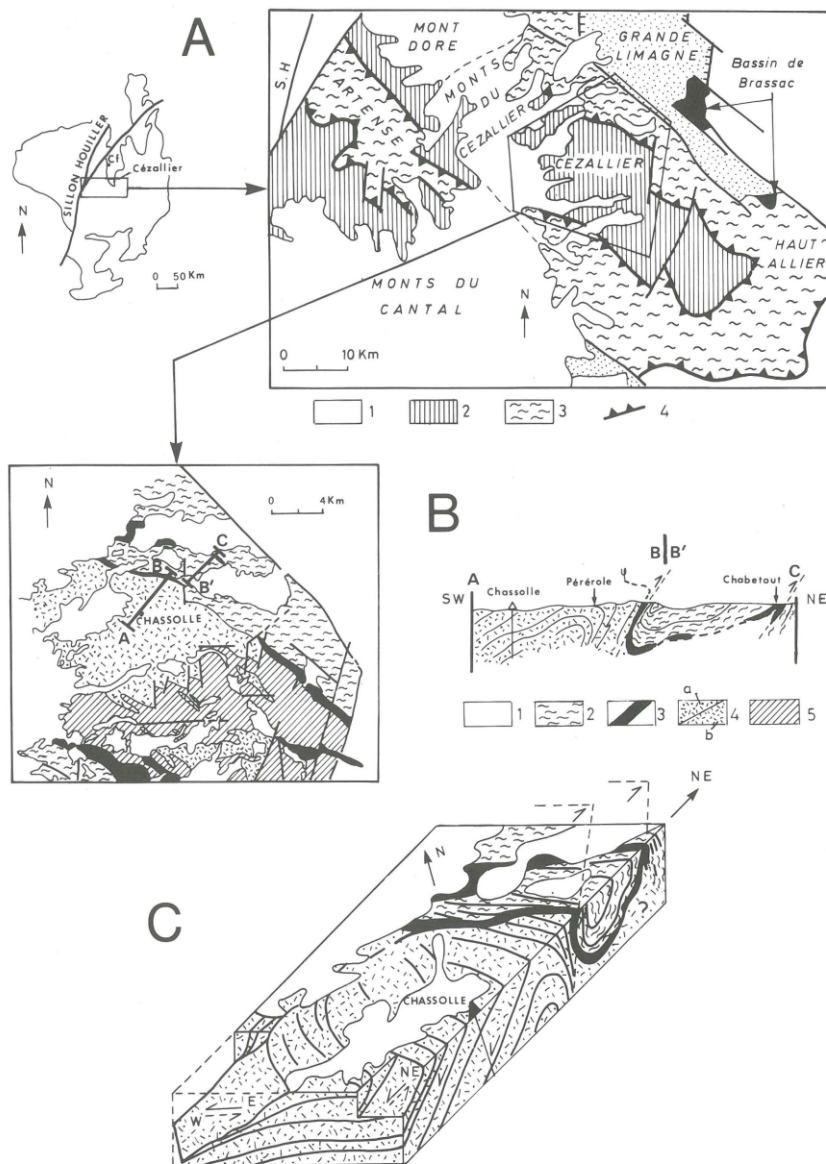 A
SILLON HOUILLER
Cf
Cézallier
N
0 50 Km
S.H
MONT
DORE
ARTENSE
MONTS
DU
CEZALLIER
GRANDE
LIMAGNE
Bassin de
Brassac
CEZALLIER
HAUT
ALLIER
MONTS DU
CANTAL
N
0 10 Km
1 2 3 4
N
0 4 Km
C
B
B'
A
CHASSOLLE
B
B B'
A
SW
Chassolle
Pérérole
Chabetout
C
NE
1 2 3 a 4 b 5
C
N
NE
?
CHASSOLLE
NE
E
W